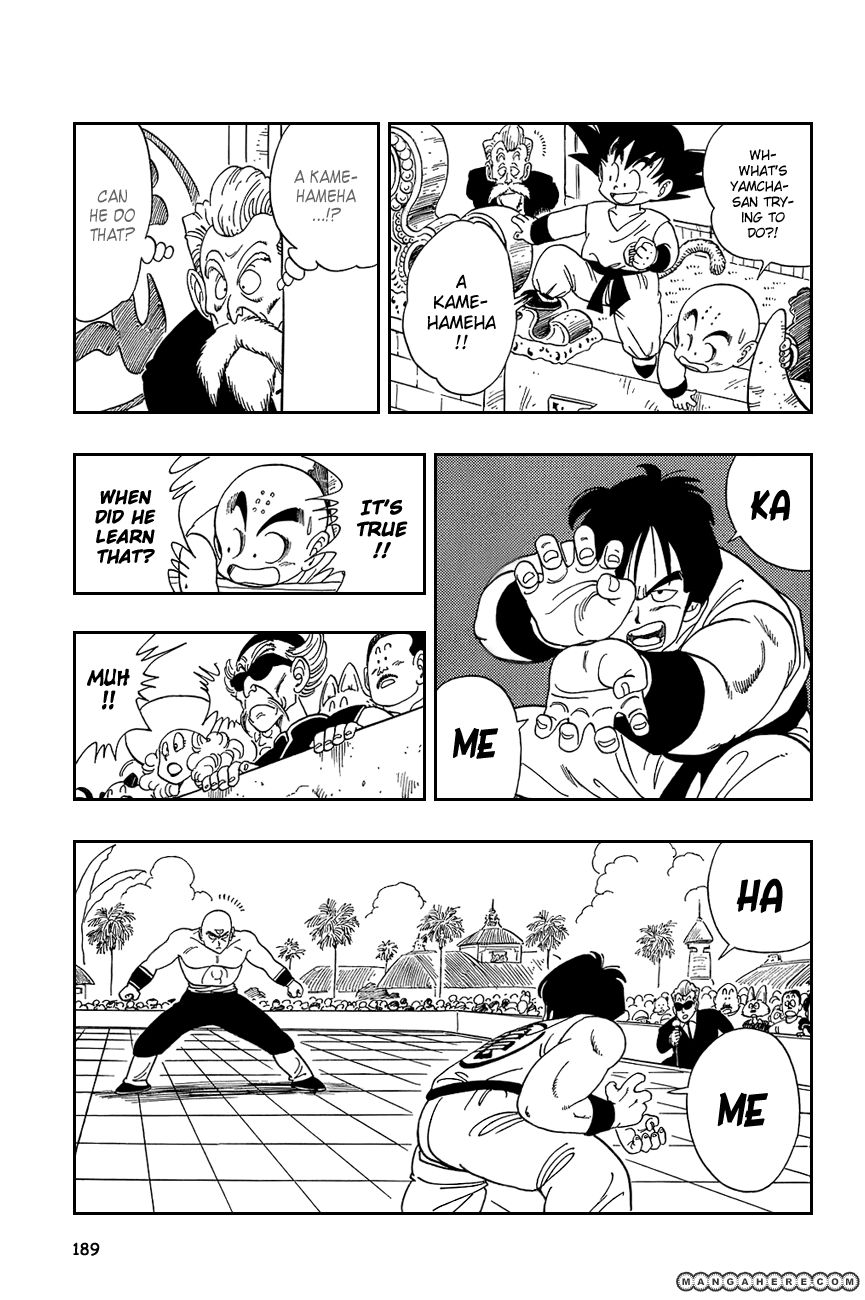 WH-
WHAT'S
YAMCHA-
SAN TRY-
ING TO
DO?!
A
KAME-
HAMEHA
!!
A KAME-
HAMEHA
...!?
CAN
HE DO
THAT?
KA
ME
IT'S
TRUE
!!
WHEN
DID HE
LEARN
THAT?
MUH
!!
HA
ME
189
MANGAHERE.COM